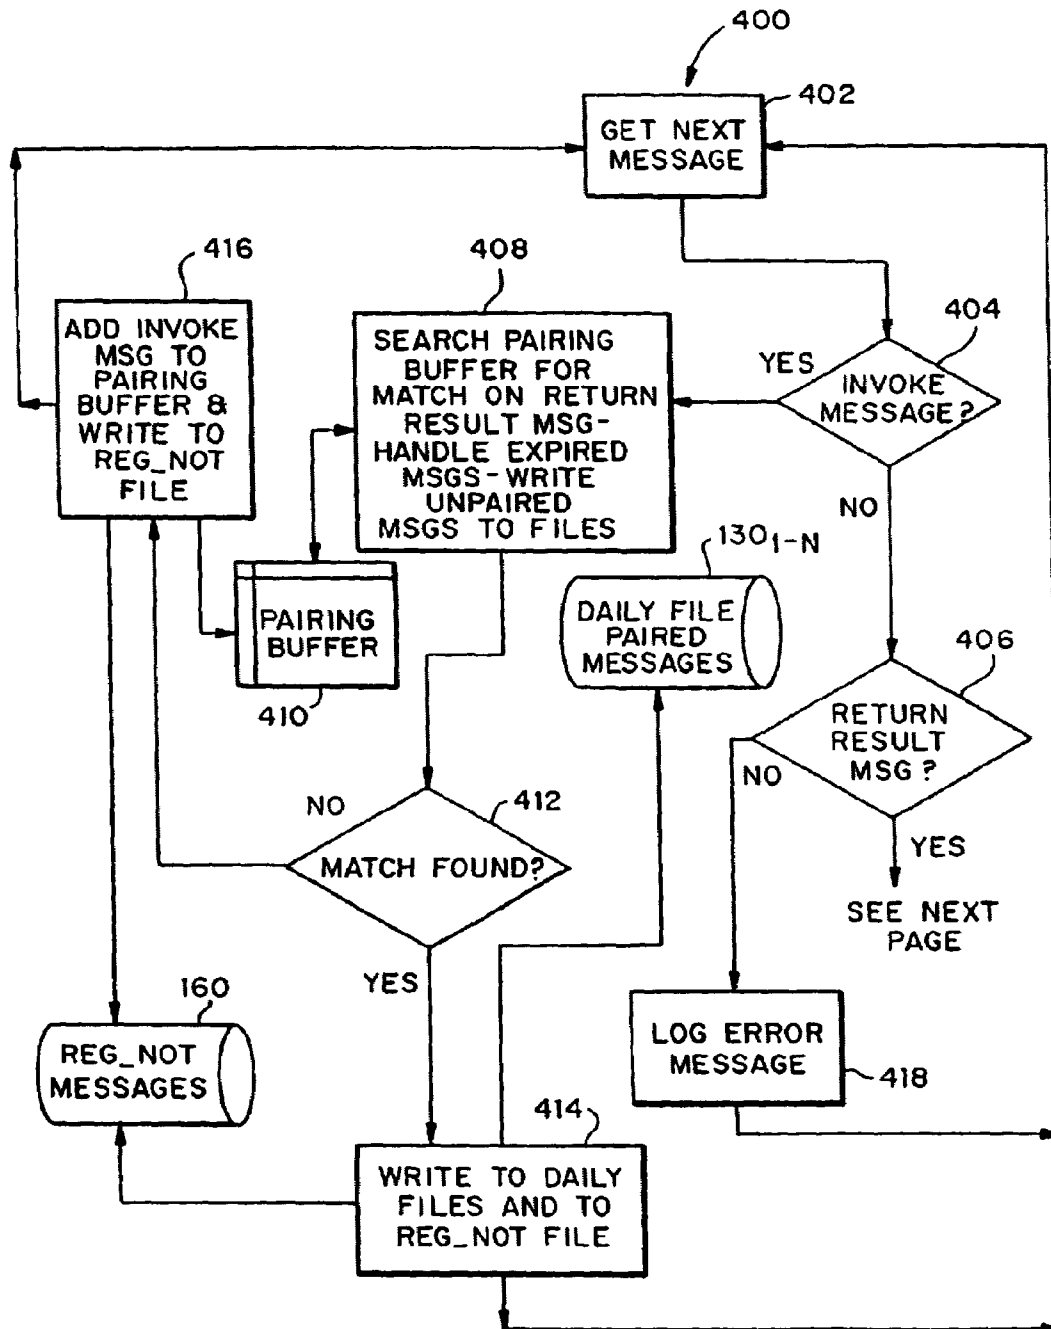 400
402
GET NEXT
MESSAGE
416
408
404
ADD INVOKE
MSG TO
PAIRING
BUFFER &
WRITE TO
REG_NOT
FILE
SEARCH PAIRING
BUFFER FOR
MATCH ON RETURN
RESULT MSG-
HANDLE EXPIRED
MSGS-WRITE
UNPAIRED
MSGS TO FILES
YES
INVOKE
MESSAGE?
NO
130 1-N
PAIRING
BUFFER
410
DAILY FILE
PAIRED
MESSAGES
406
RETURN
RESULT
MSG?
NO
YES
SEE NEXT
PAGE
NO
412
MATCH FOUND?
YES
160
REG_NOT
MESSAGES
LOG ERROR
MESSAGE
418
414
WRITE TO DAILY
FILES AND TO
REG_NOT FILE